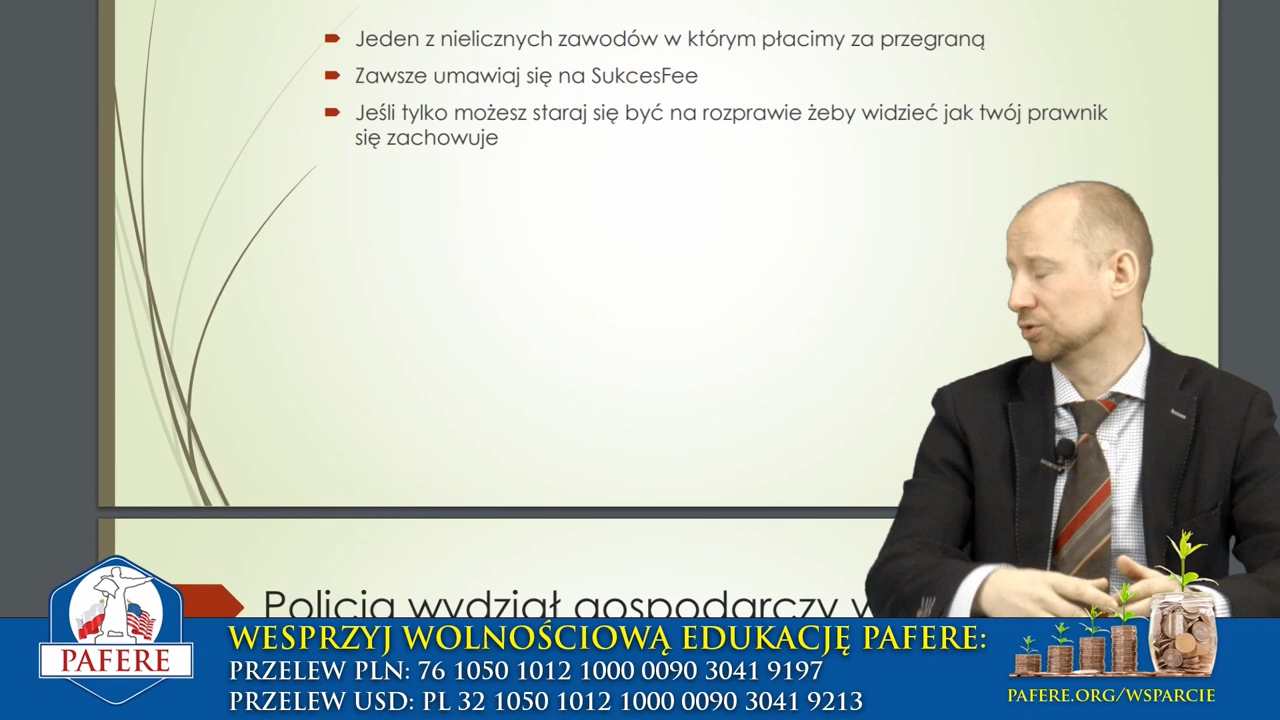 Jeden z nielicznych zawodów w którym płacimy za przegraną
Zawsze umawiaj się na SukcesFee
Jeśli tylko możesz staraj się być na rozprawie żeby widzieć jak twój prawnik
się zachowuje
Policja wydział gospodarczy
PAFERE
WESPRZYJ WOLNOŚCIOWĄ EDUKACJĘ PAFERE:
PRZELEW PLN: 76 1050 1012 1000 0090 3041 9197
PRZELEW USD: PL 32 1050 1012 1000 0090 3041 9213
PAFERE.ORG/WSPARCIE